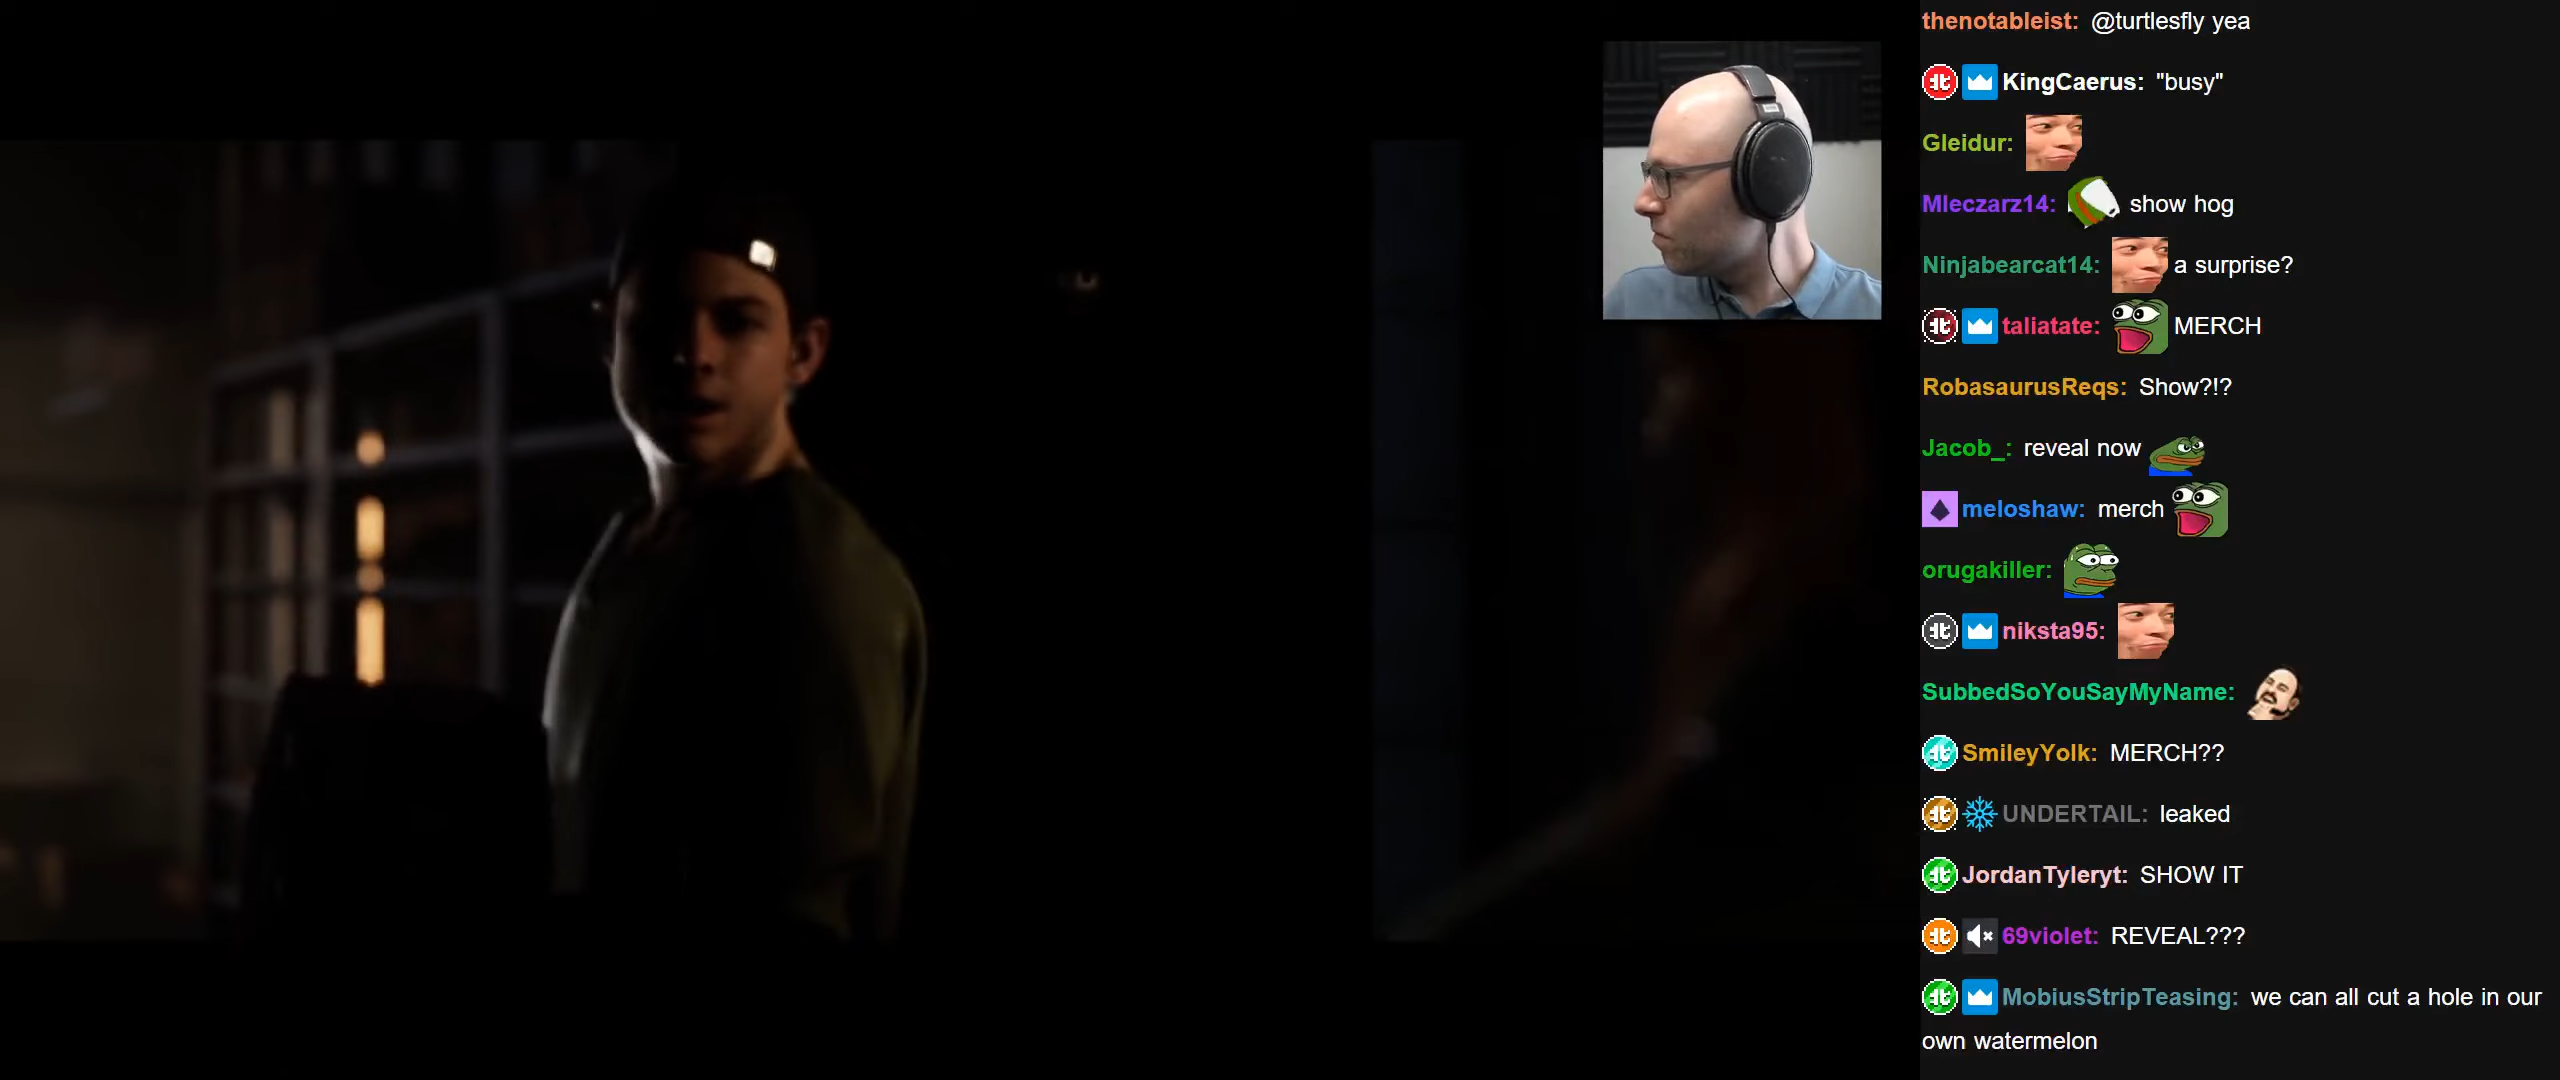 thenotableist: @turtlesfly yea
KingCaerus: "busy"
Gleidur:
Mleczarz14: show hog
Ninjabearcat14: a surprise?
taliatate: MERCH
RobasaurusReqs: Show?!?
Jacob_: reveal now
meloshaw: merch
orugakiller:
niksta95:
SubbedSoYouSayMyName:
SmileyYolk: MERCH??
UNDERTAIL: leaked
JordanTyleryt: SHOW IT
69violet: REVEAL???
MobiusStripTeasing: we can all cut a hole in our
own watermelon